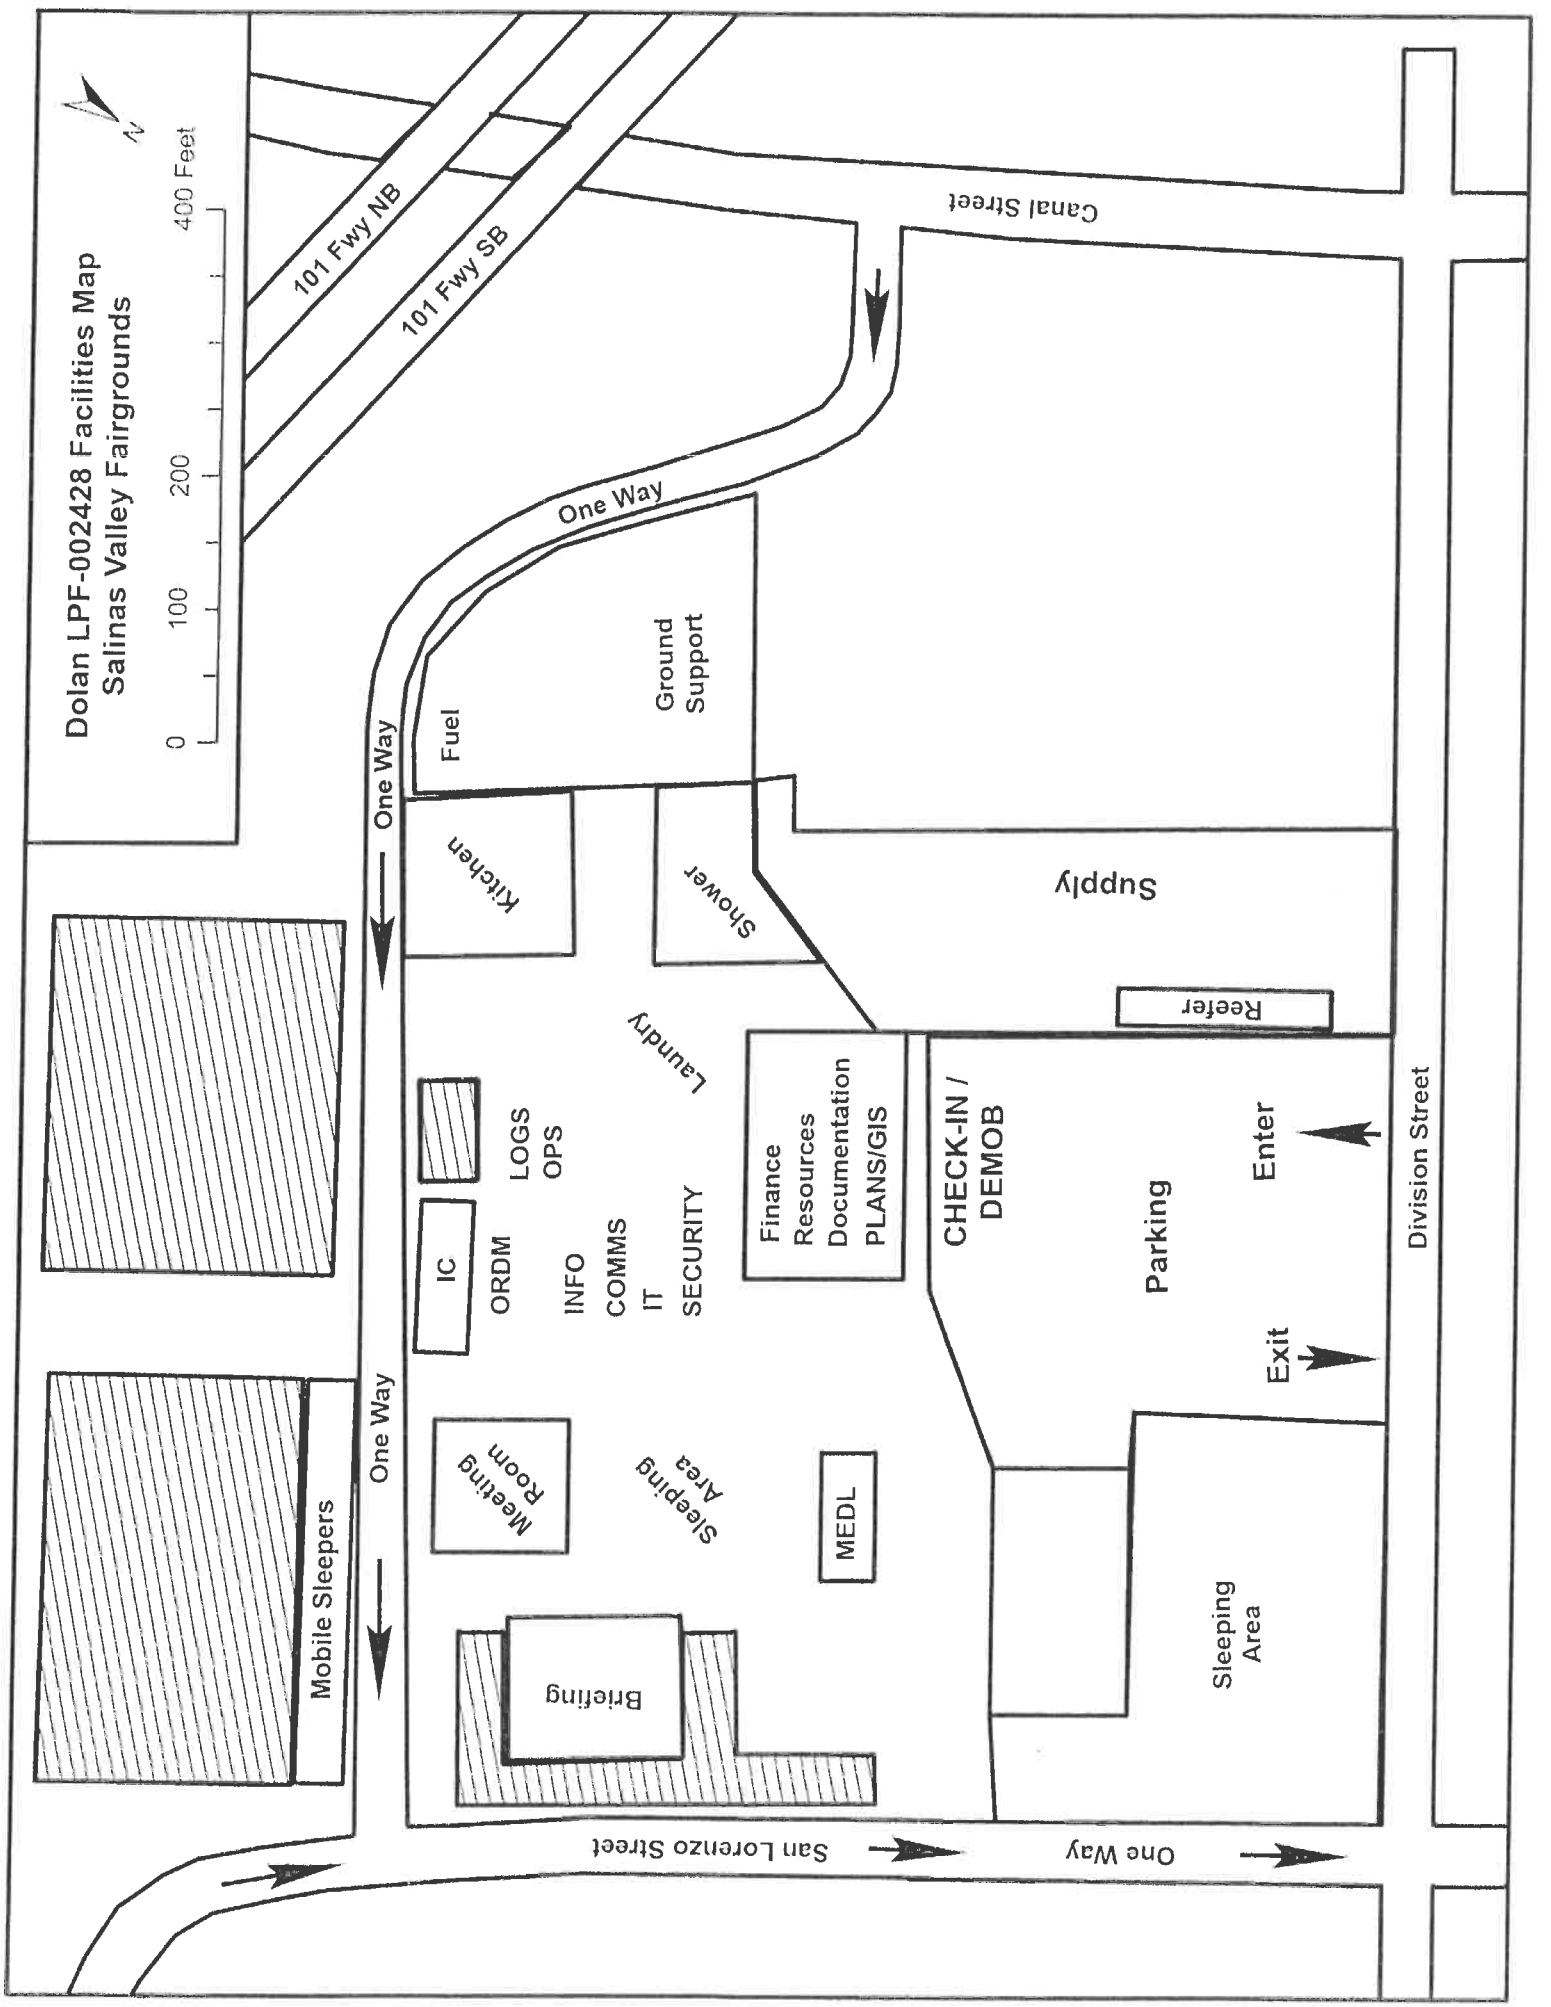 Dolan LPF-002428 Facilities Map
Salinas Valley Fairgrounds
0 100 200 400 Feet
N
101 Fwy NB
101 Fwy SB
Canal Street
One Way
One Way
One Way
Fuel
Ground
Support
Kitchen
Shower
Supply
Reefer
Laundry
LOGS
OPS
IC
ORDM
INFO
COMMS
IT
SECURITY
Finance
Resources
Documentation
PLANS/GIS
CHECK-IN /
DEMOB
Parking
Enter
Exit
Division Street
Mobile Sleepers
Meeting
Room
Sleeping
Area
MEDL
Briefing
Sleeping
Area
San Lorenzo Street
One Way